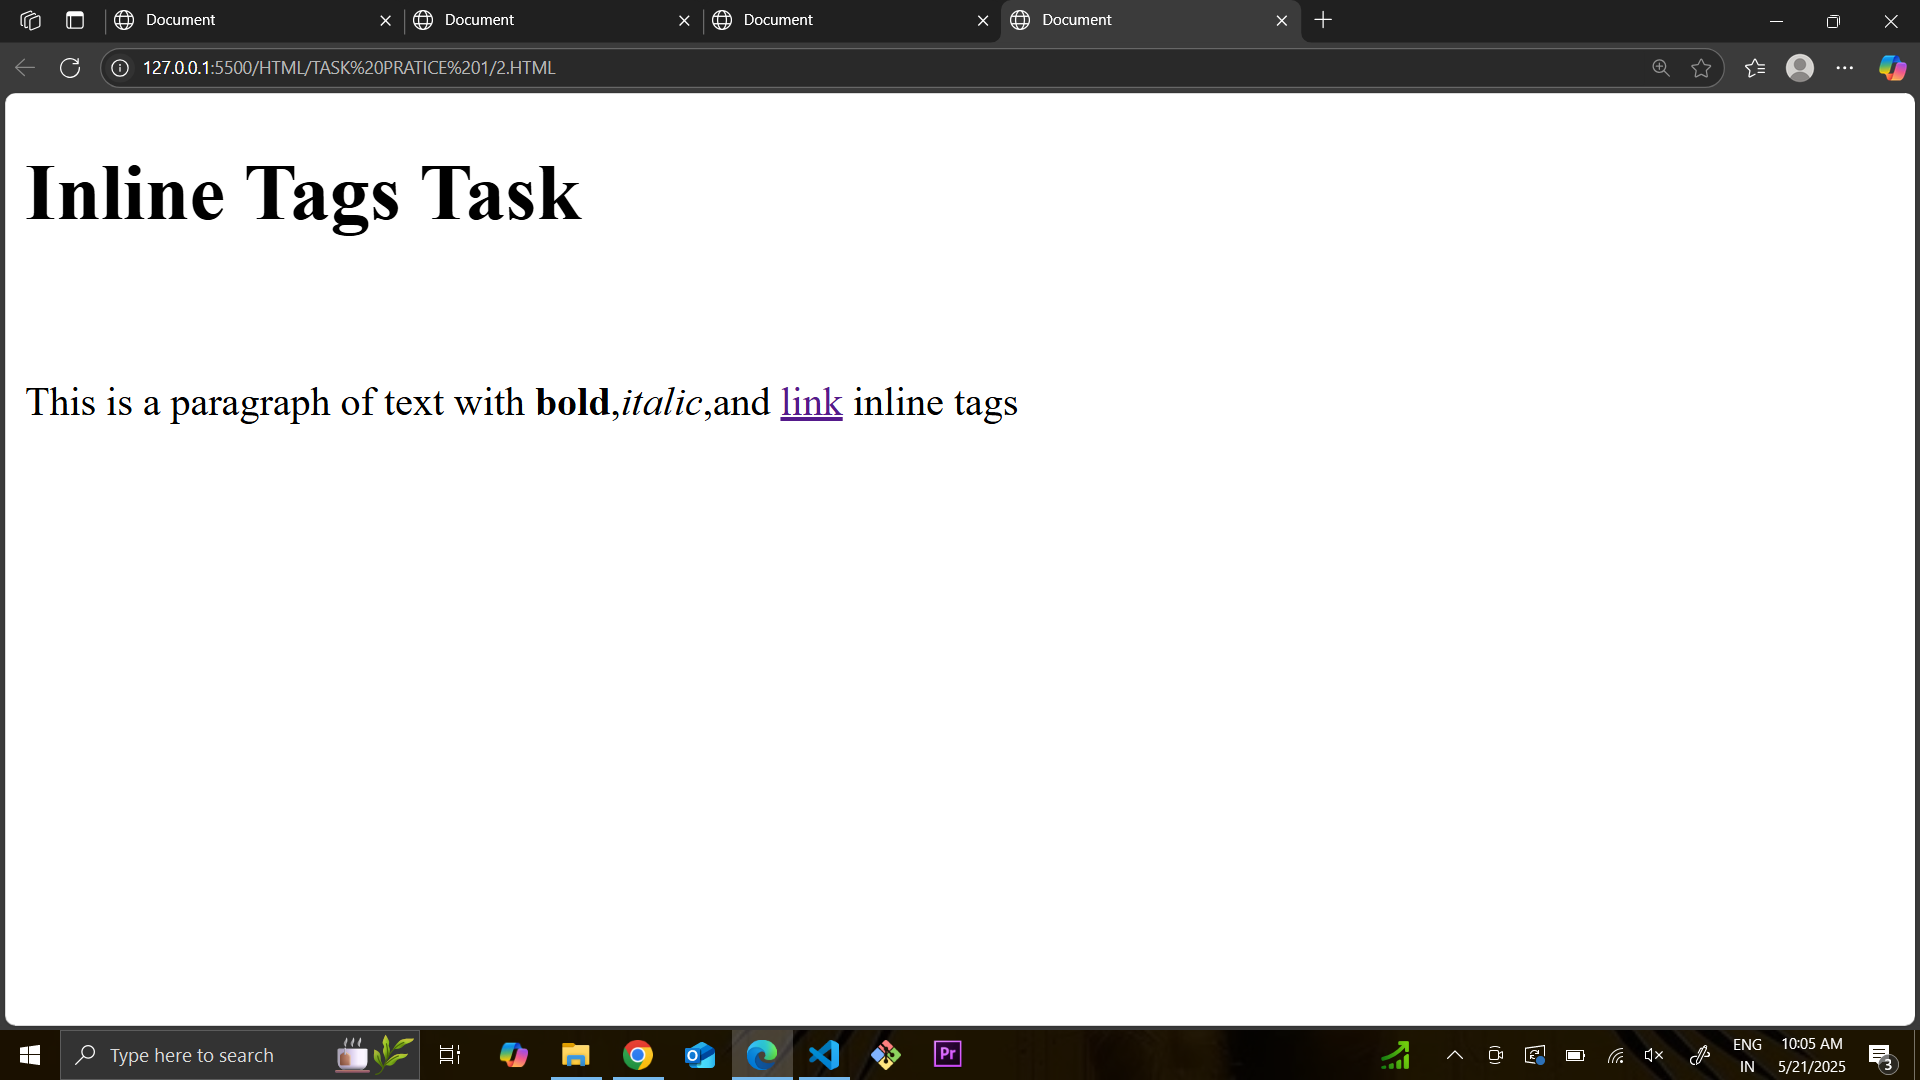 Document
Document
Document
Document
127.0.0.1:5500/HTML/TASK%20PRATICE%201/2.HTML
Inline Tags Task
This is a paragraph of text with bold,italic,and link inline tags
Type here to search
Pr
ENG
IN
10:05 AM
5/21/2025
3